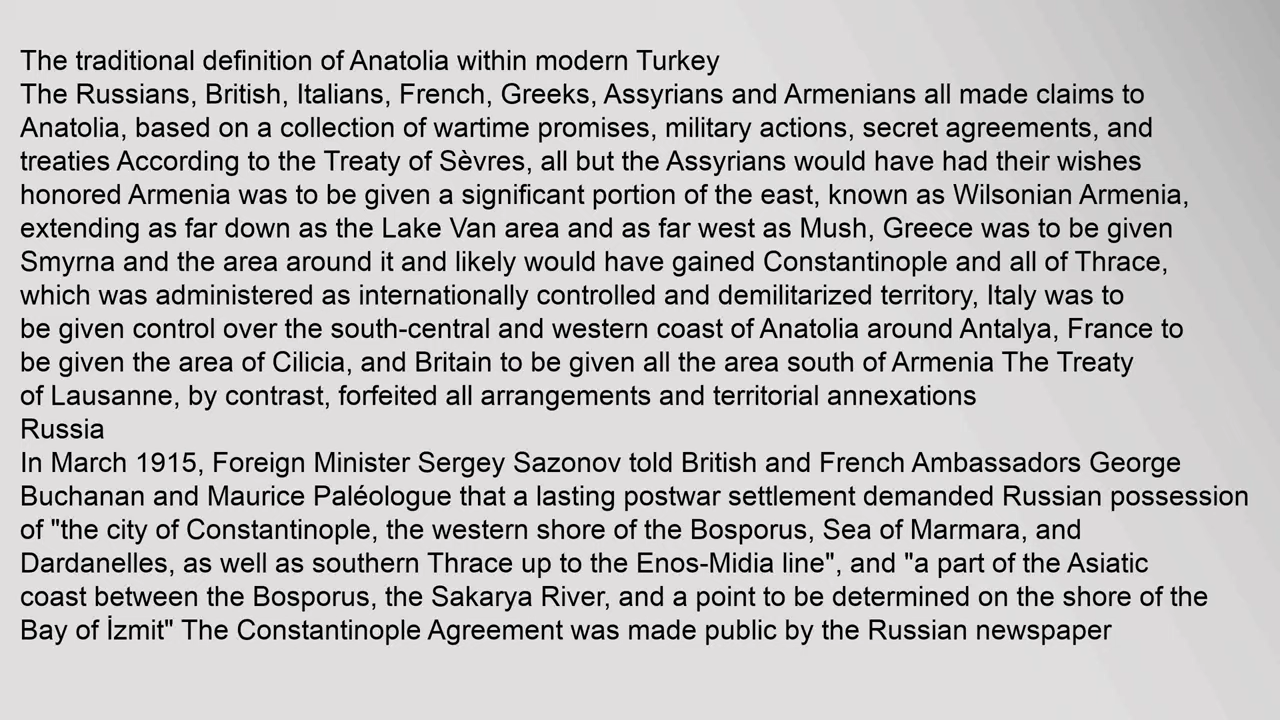 The traditional definition of Anatolia within modern Turkey
The Russians, British, Italians, French, Greeks, Assyrians and Armenians all made claims to
Anatolia, based on a collection of wartime promises, military actions, secret agreements, and
treaties According to the Treaty of Sèvres, all but the Assyrians would have had their wishes
honored Armenia was to be given a significant portion of the east, known as Wilsonian Armenia,
extending as far down as the Lake Van area and as far west as Mush, Greece was to be given
Smyrna and the area around it and likely would have gained Constantinople and all of Thrace,
which was administered as internationally controlled and demilitarized territory, Italy was to
be given control over the south-central and western coast of Anatolia around Antalya, France to
be given the area of Cilicia, and Britain to be given all the area south of Armenia The Treaty
of Lausanne, by contrast, forfeited all arrangements and territorial annexations
Russia
In March 1915, Foreign Minister Sergey Sazonov told British and French Ambassadors George
Buchanan and Maurice Paléologue that a lasting postwar settlement demanded Russian possession
of "the city of Constantinople, the western shore of the Bosporus, Sea of Marmara, and
Dardanelles, as well as southern Thrace up to the Enos-Midia line", and "a part of the Asiatic
coast between the Bosporus, the Sakarya River, and a point to be determined on the shore of the
Bay of İzmit" The Constantinople Agreement was made public by the Russian newspaper